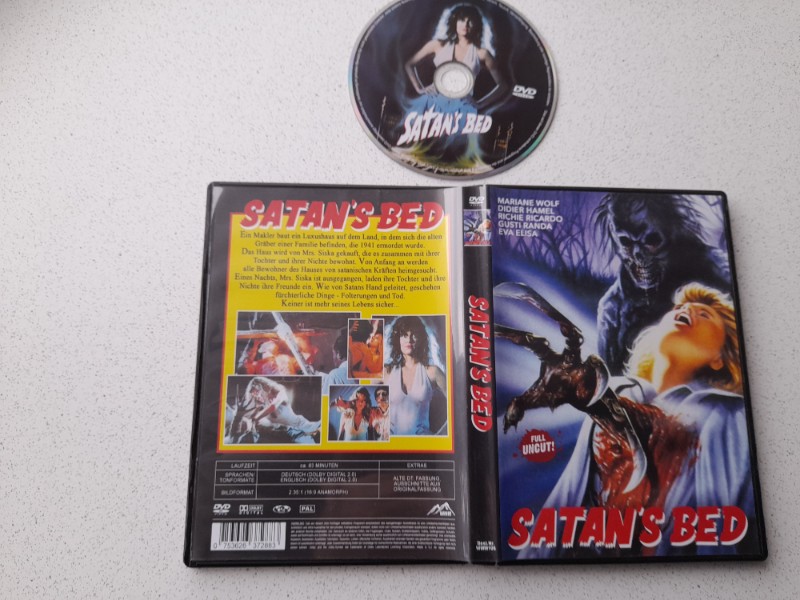 SATAN'S BED
DVD
SATAN'S BED
Ein Makler baut ein Luxushaus auf dem Land, in dem sich die alten
Gräber einer Familie befinden, die 1941 ermordet wurde.
Das Haus wird von Mrs. Siska gekauft, die es zusammen mit ihrer
Tochter und ihrer Nichte bewohnt. Von Anfang an werden
alle Bewohner des Hauses von satanischen Kräften heimgesucht.
Eines Nachts, Mrs. Siska ist ausgegangen, laden ihre Tochter und ihre
Nichte ihre Freunde ein. Wie von Satans Hand geleitet, geschehen
fürchterliche Dinge - Folterungen und Tod.
Keiner ist mehr seines Lebens sicher...
LAUFZEIT
ca. 83 MINUTEN
EXTRAS
SPRACHEN/
TONFORMATE
DEUTSCH (DOLBY DIGITAL 2.0)
ENGLISCH (DOLBY DIGITAL 2.0)
ALTE DT. FASSUNG,
AUSSCHNITTE AUS
ORIGINALFASSUNG
BILDFORMAT
2.35:1 (16:9 ANAMORPH)
DVD
PAL
0 753626 372883
DVD
SATAN'S BED
MARIANE WOLF
DIDIER HAMEL
RICHIE RICARDO
GUSTI RANDA
EVA ELISA
FULL
UNCUT!
SATAN'S BED